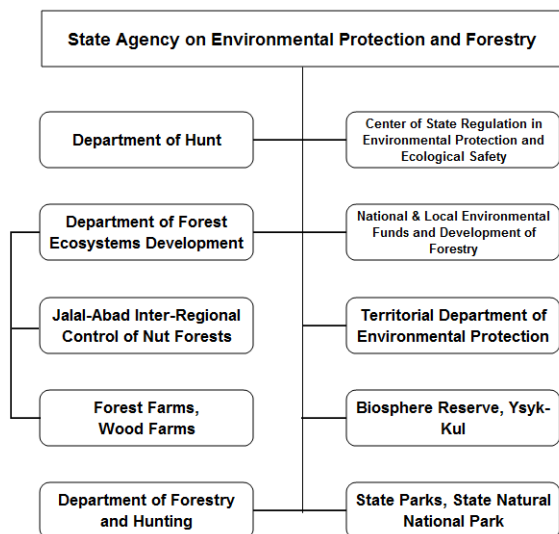 State Agency on Environmental Protection and Forestry
Department of Hunt
Center of State Regulation in
Environmental Protection and
Ecological Safety
Department of Forest
Ecosystems Development
National & Local Environmental
Funds and Development of
Forestry
Jalal-Abad Inter-Regional
Control of Nut Forests
Territorial Department of
Environmental Protection
Forest Farms,
Wood Farms
Biosphere Reserve, Ysyk-
Kul
Department of Forestry
and Hunting
State Parks, State Natural
National Park